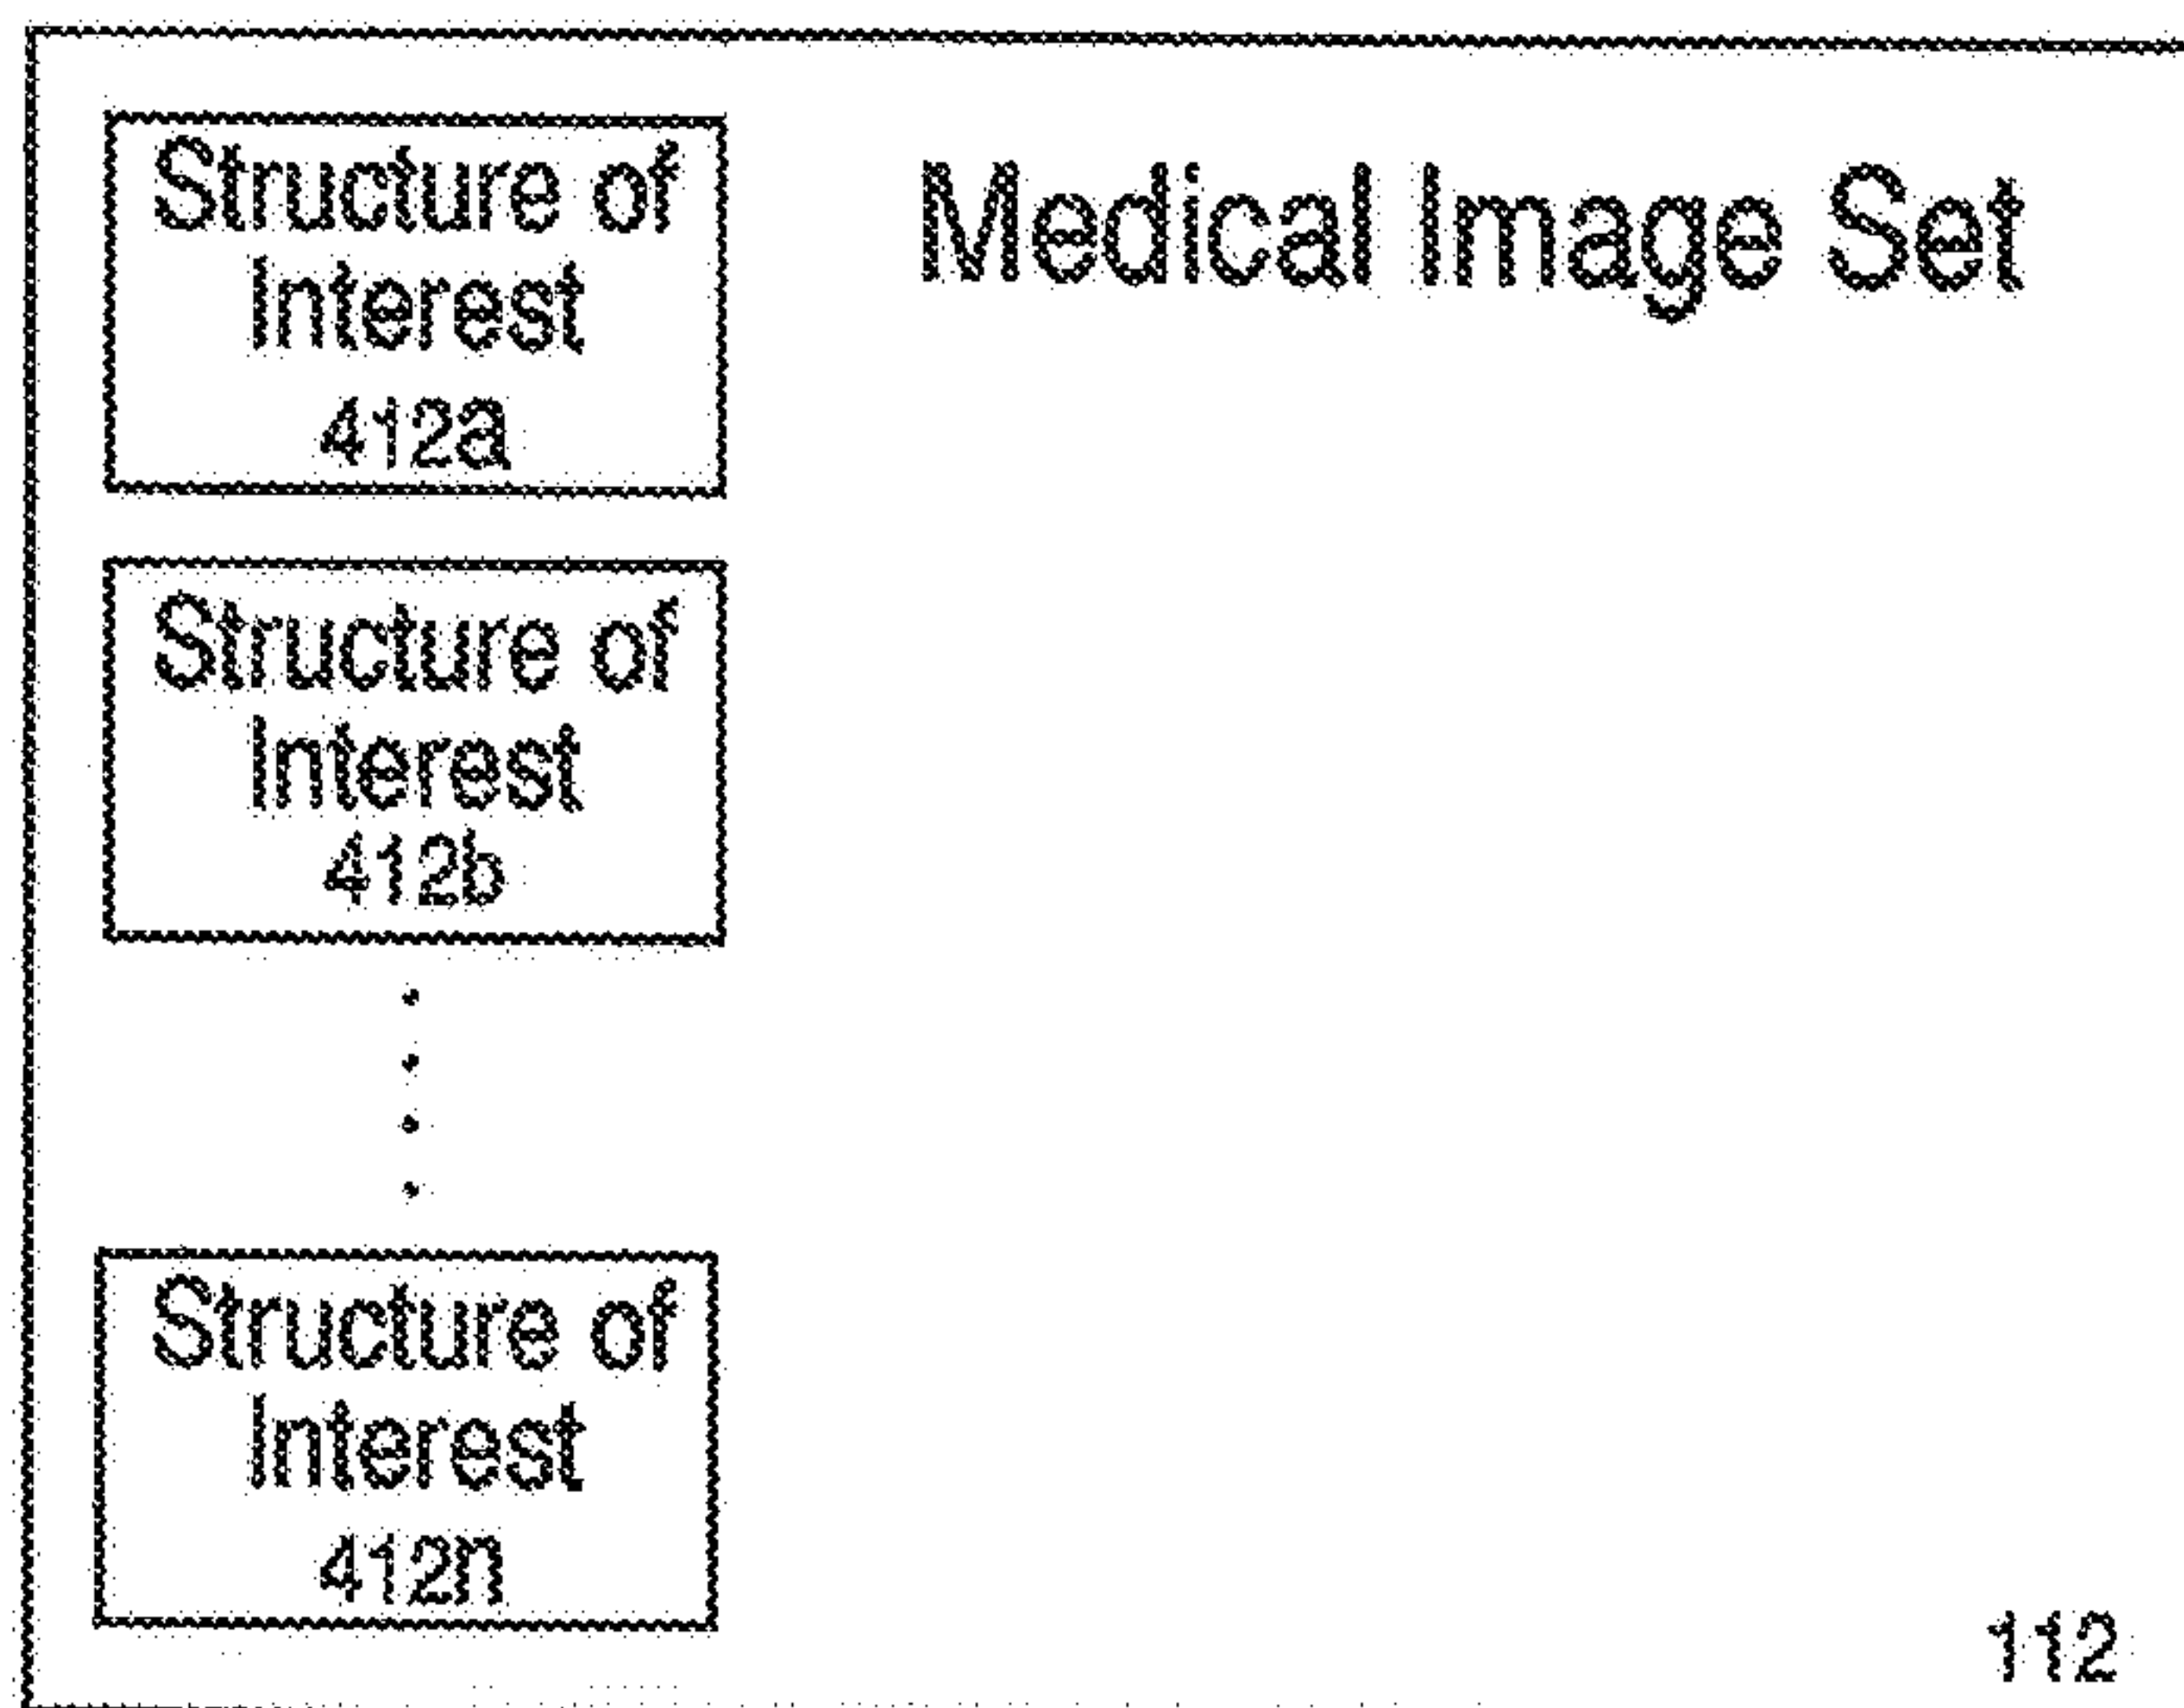 Structure of
Interest
412a
Medical Image Set
Structure of
Interest
412b
Structure of
Interest
412n
112